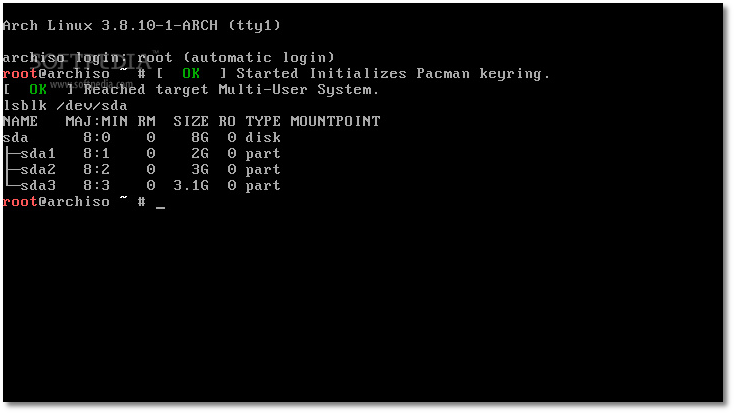 Arch Linux 3.8.10-1-ARCH (tty1)
archiso login: root (automatic login)
SOFTPEDIA™
root@archiso ~ # [  OK  ] Started Initializes Pacman keyring.
www.softpedia.com
[  OK  ] Reached target Multi-User System.
lsblk /dev/sda
NAME   MAJ:MIN RM  SIZE RO TYPE MOUNTPOINT
sda      8:0    0    8G  0 disk
├─sda1   8:1    0    2G  0 part
├─sda2   8:2    0    3G  0 part
└─sda3   8:3    0  3.1G  0 part
root@archiso ~ # _